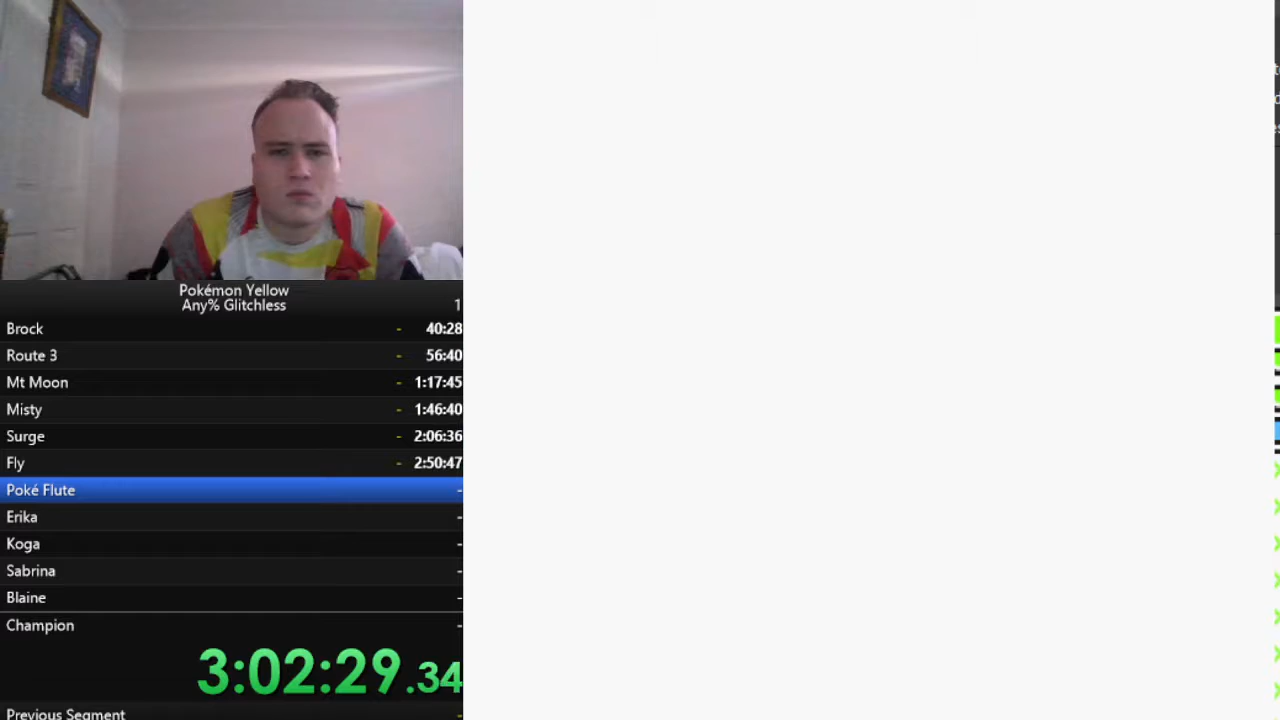 Pokémon Yellow
Any% Glitchless
1
Brock - 40:28
Route 3 - 56:40
Mt Moon - 1:17:45
Misty - 1:46:40
Surge - 2:06:36
Fly - 2:50:47
Poké Flute -
Erika -
Koga -
Sabrina -
Blaine -
Champion -
3:02:29.34
Previous Segment -